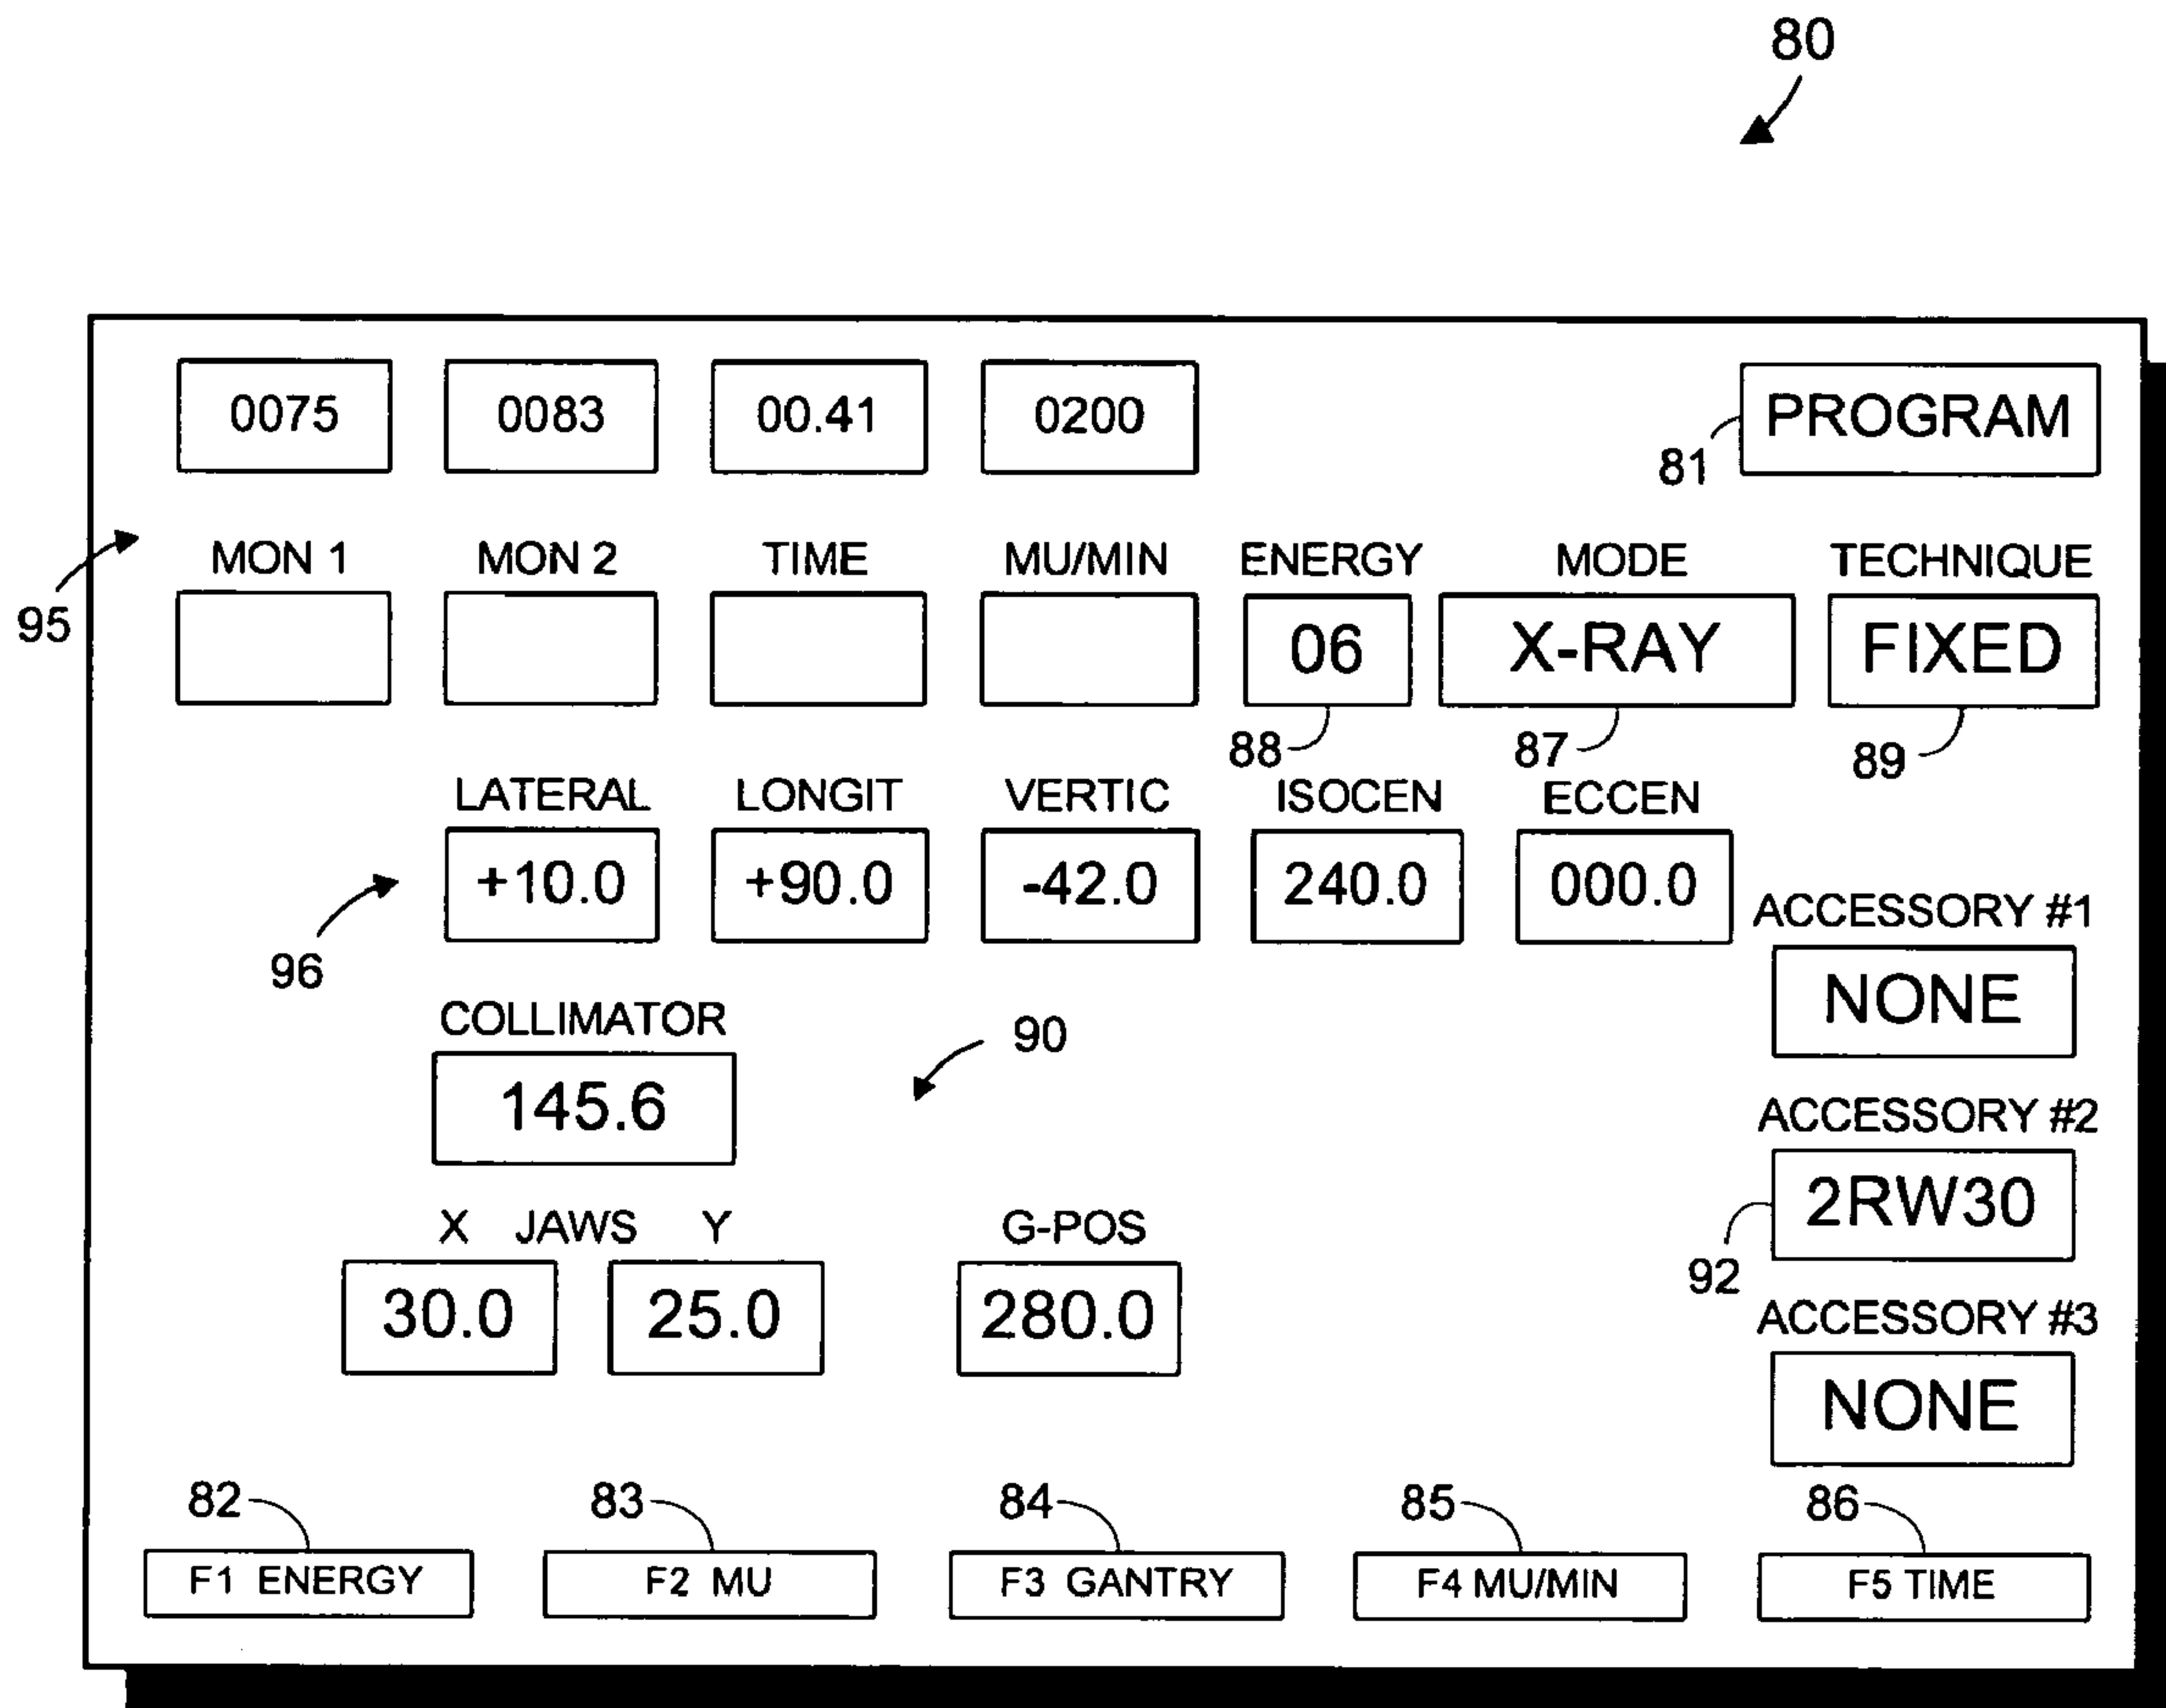 80
0075 0083 00.41 0200 PROGRAM
81
MON 1 MON 2 TIME MU/MIN ENERGY MODE TECHNIQUE
95
06 X-RAY FIXED
88 87 89
LATERAL LONGIT VERTIC ISOCEN ECCEN
+10.0 +90.0 -42.0 240.0 000.0
96
ACCESSORY #1
NONE
COLLIMATOR
90
145.6
ACCESSORY #2
2RW30
92
X JAWS Y G-POS
30.0 25.0 280.0
ACCESSORY #3
NONE
82 83 84 85 86
F1 ENERGY F2 MU F3 GANTRY F4 MU/MIN F5 TIME